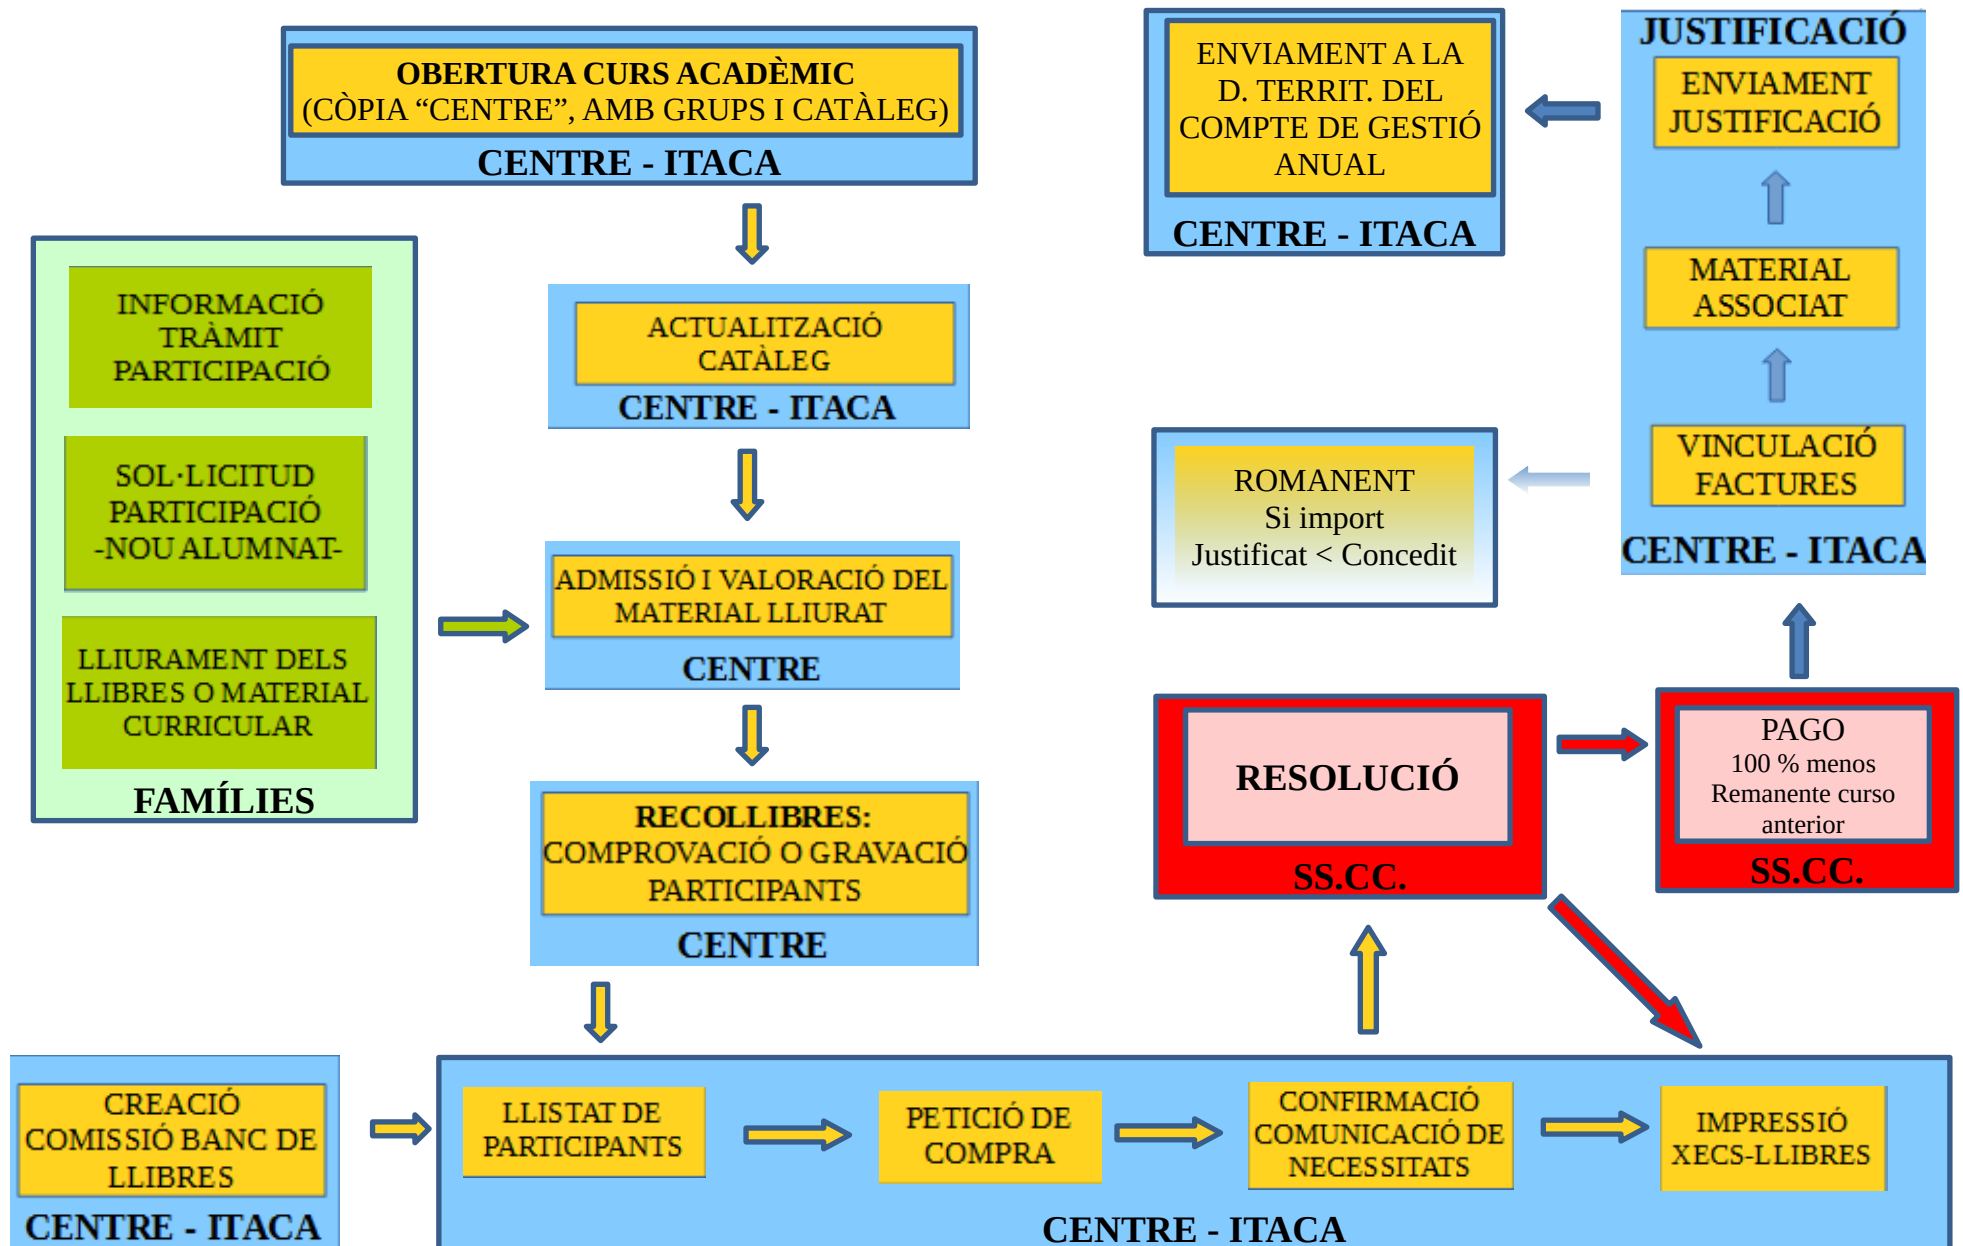 OBERTURA CURS ACADÈMIC
(CÒPIA “CENTRE”, AMB GRUPS I CATÀLEG)
CENTRE - ITACA
INFORMACIÓ
TRÀMIT
PARTICIPACIÓ
SOL·LICITUD
PARTICIPACIÓ
-NOU ALUMNAT-
LLIURAMENT DELS
LLIBRES O MATERIAL
CURRICULAR
FAMÍLIES
ACTUALITZACIÓ
CATÀLEG
CENTRE - ITACA
ADMISSIÓ I VALORACIÓ DEL
MATERIAL LLIURAT
CENTRE
RECOLLIBRES:
COMPROVACIÓ O GRAVACIÓ
PARTICIPANTS
CENTRE
CREACIÓ
COMISSIÓ BANC DE
LLIBRES
CENTRE - ITACA
LLISTAT DE
PARTICIPANTS
PETICIÓ DE
COMPRA
CONFIRMACIÓ
COMUNICACIÓ DE
NECESSITATS
IMPRESSIÓ
XECS-LLIBRES
CENTRE - ITACA
RESOLUCIÓ
SS.CC.
PAGO
100 % menos
Remanente curso
anterior
SS.CC.
JUSTIFICACIÓ
ENVIAMENT
JUSTIFICACIÓ
MATERIAL
ASSOCIAT
VINCULACIÓ
FACTURES
CENTRE - ITACA
ROMANENT
Si import
Justificat < Concedit
ENVIAMENT A LA
D. TERRIT. DEL
COMPTE DE GESTIÓ
ANUAL
CENTRE - ITACA